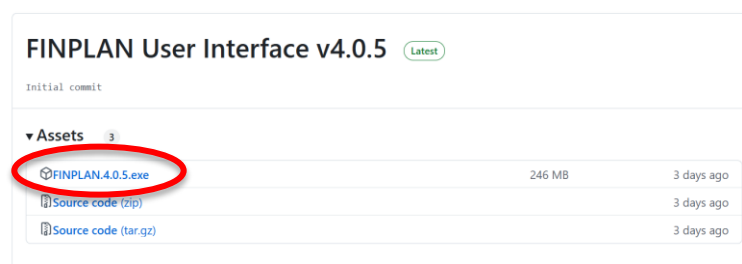 FINPLAN User Interface v4.0.5 Latest
Initial commit
Assets 3
FINPLAN.4.0.5.exe 246 MB 3 days ago
Source code (zip) 3 days ago
Source code (tar.gz) 3 days ago